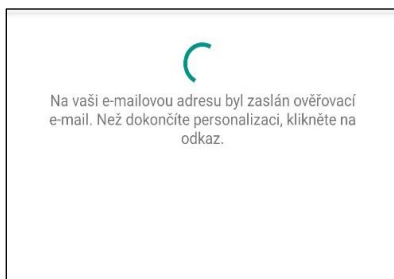 Na vaši e-mailovou adresu byl zaslán ověřovací
e-mail. Než dokončíte personalizaci, klikněte na
odkaz.